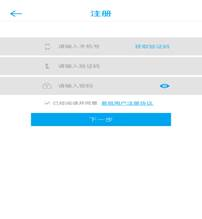 注册
请输入手机号 获取验证码
请输入验证码
请输入密码
已经阅读并同意 易租用户注册协议
下一步